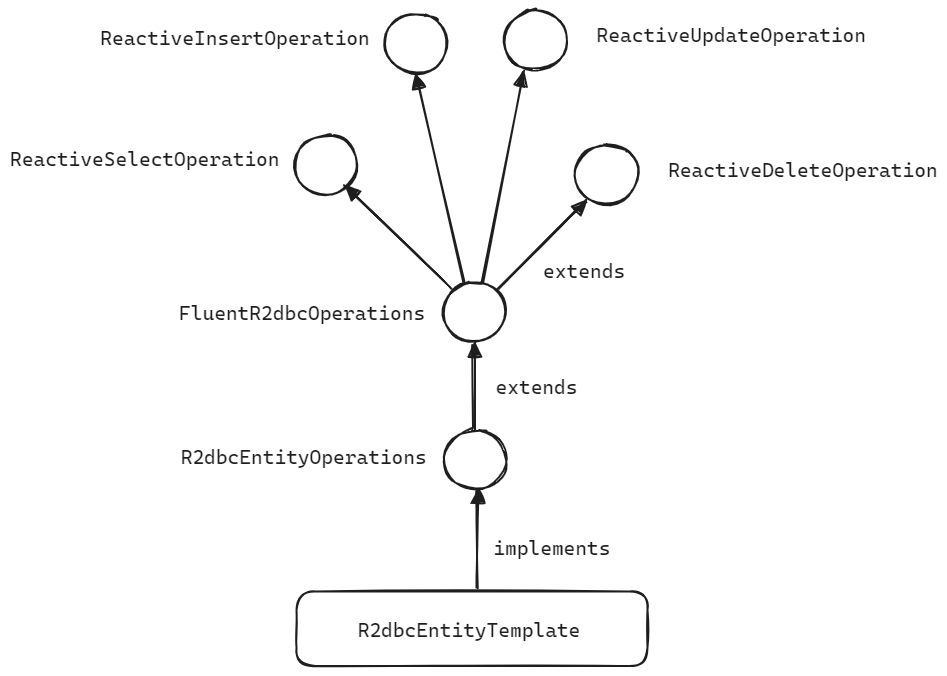 ReactiveInsertOperation
ReactiveUpdateOperation
ReactiveSelectOperation
ReactiveDeleteOperation
extends
FluentR2dbcOperations
extends
R2dbcEntityOperations
implements
R2dbcEntityTemplate